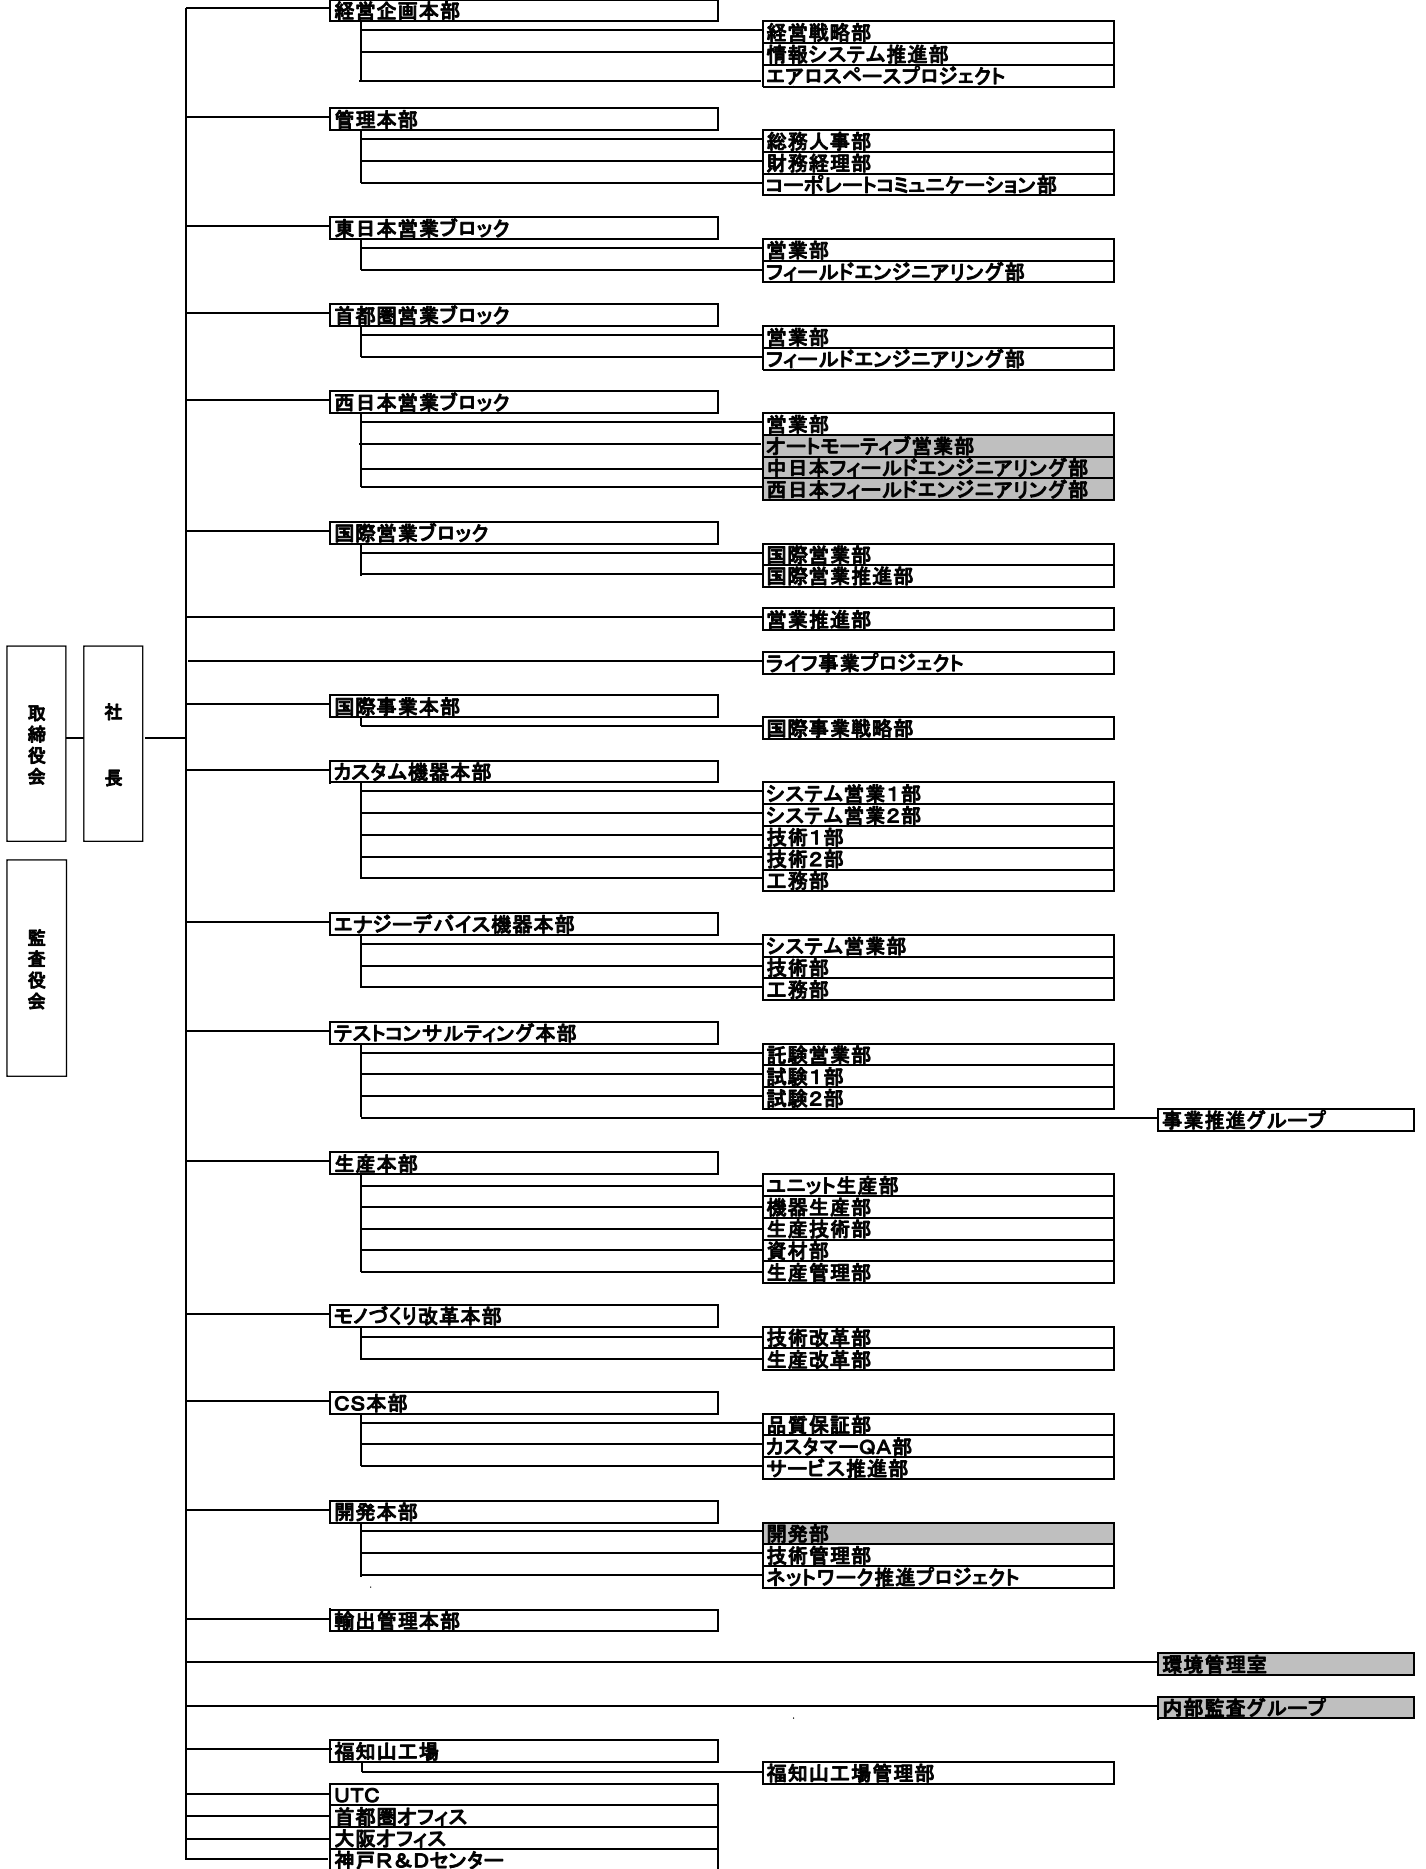 経営企画本部
経営戦略部
情報システム推進部
エアロスペースプロジェクト
管理本部
総務人事部
財務経理部
コーポレートコミュニケーション部
東日本営業ブロック
営業部
フィールドエンジニアリング部
首都圏営業ブロック
営業部
フィールドエンジニアリング部
西日本営業ブロック
営業部
オートモーティブ営業部
中日本フィールドエンジニアリング部
西日本フィールドエンジニアリング部
国際営業ブロック
国際営業部
国際営業推進部
営業推進部
ライフ事業プロジェクト
取締役会
社長
監査役会
国際事業本部
国際事業戦略部
カスタム機器本部
システム営業1部
システム営業2部
技術1部
技術2部
工務部
エナジーデバイス機器本部
システム営業部
技術部
工務部
テストコンサルティング本部
託験営業部
試験1部
試験2部
事業推進グループ
生産本部
ユニット生産部
機器生産部
生産技術部
資材部
生産管理部
モノづくり改革本部
技術改革部
生産改革部
CS本部
品質保証部
カスタマーQA部
サービス推進部
開発本部
開発部
技術管理部
ネットワーク推進プロジェクト
輸出管理本部
環境管理室
内部監査グループ
福知山工場
福知山工場管理部
UTC
首都圏オフィス
大阪オフィス
神戸R&Dセンター